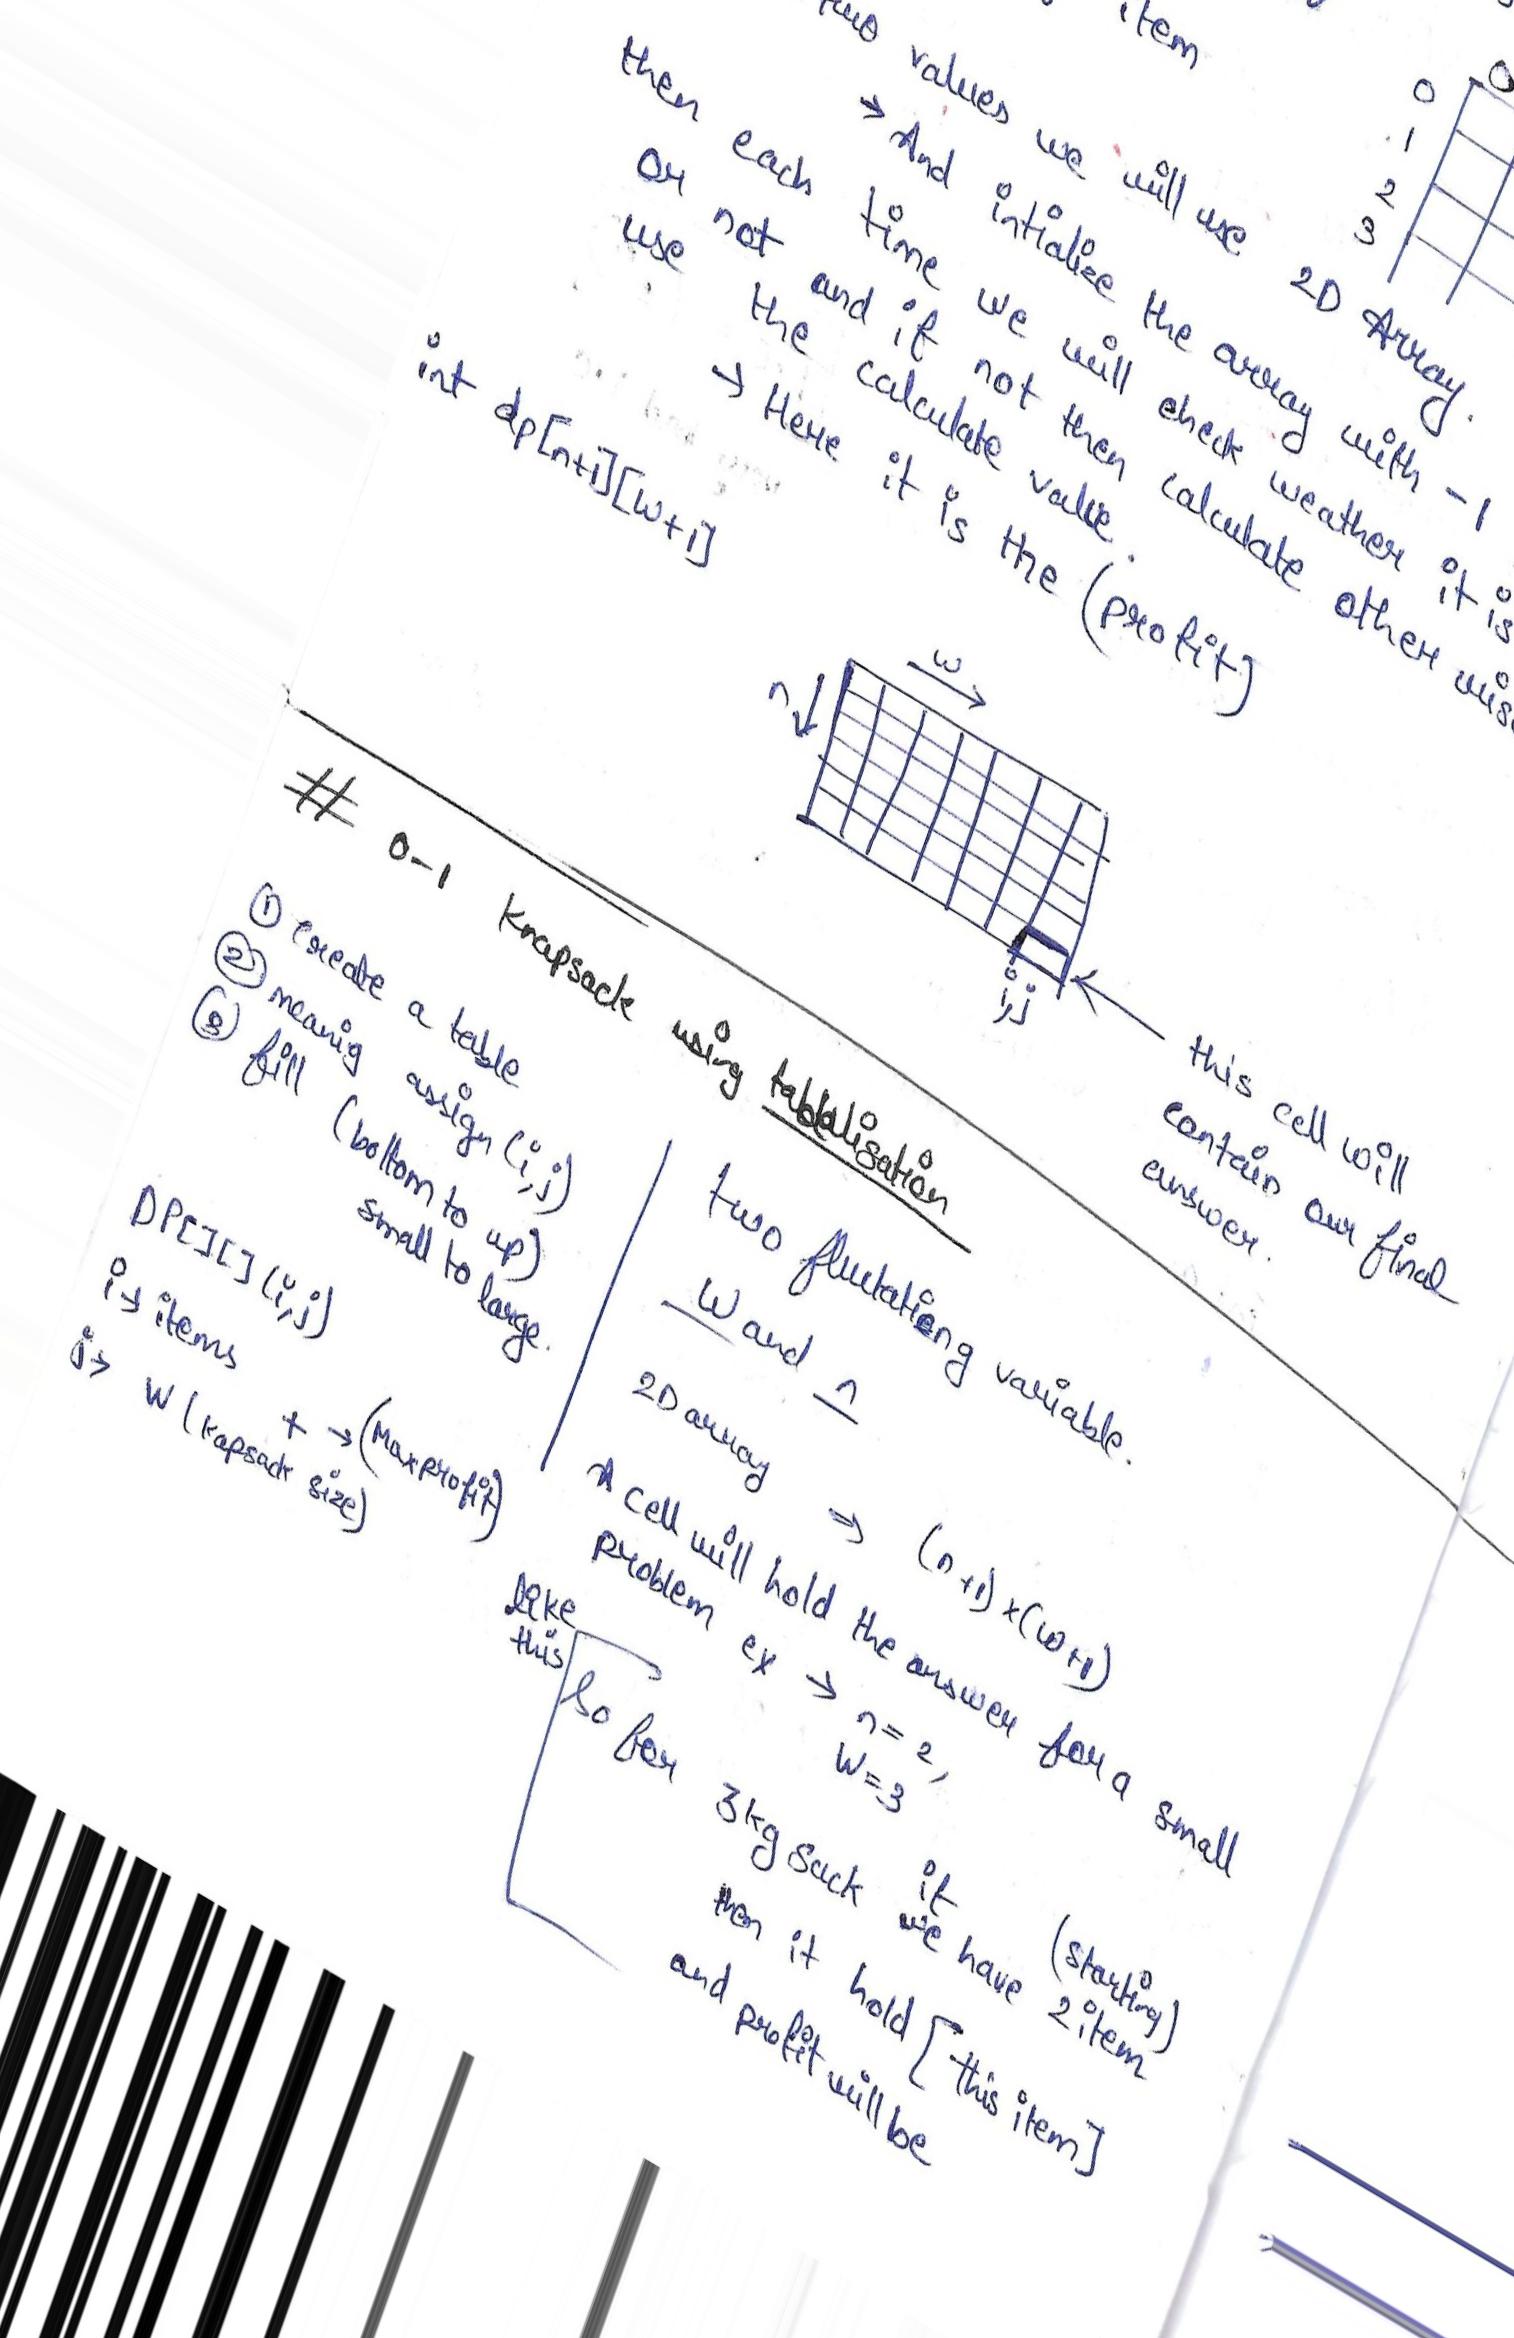 item
two values we will use 2D Array.
→ And intialize the array with -1
then each time we will check weather it is
or not and if not then calculate other wise
use the calculate value.
→ Here it is the (profit)
0
1
2
3
0
int dp[n+1][w+1]
w
n
i,j
this cell will
contain our final
answer.
# 0-1 Knapsack using tabulisation
① create a table
② meanig assign (i,j)
③ fill (bottom to up)
small to large.
DP[][] (i,j)
i → items
+ → (Max profit)
j → W (Kapsack size)
two fluctating variable.
W and n
2D array ⇒ (n+1)×(w+1)
A cell will hold the answer for a small
problem ex → n = 2,
W = 3
like
this
So for 3kg sack if (starting)
we have 2 item
then it hold [this item]
and profit will be